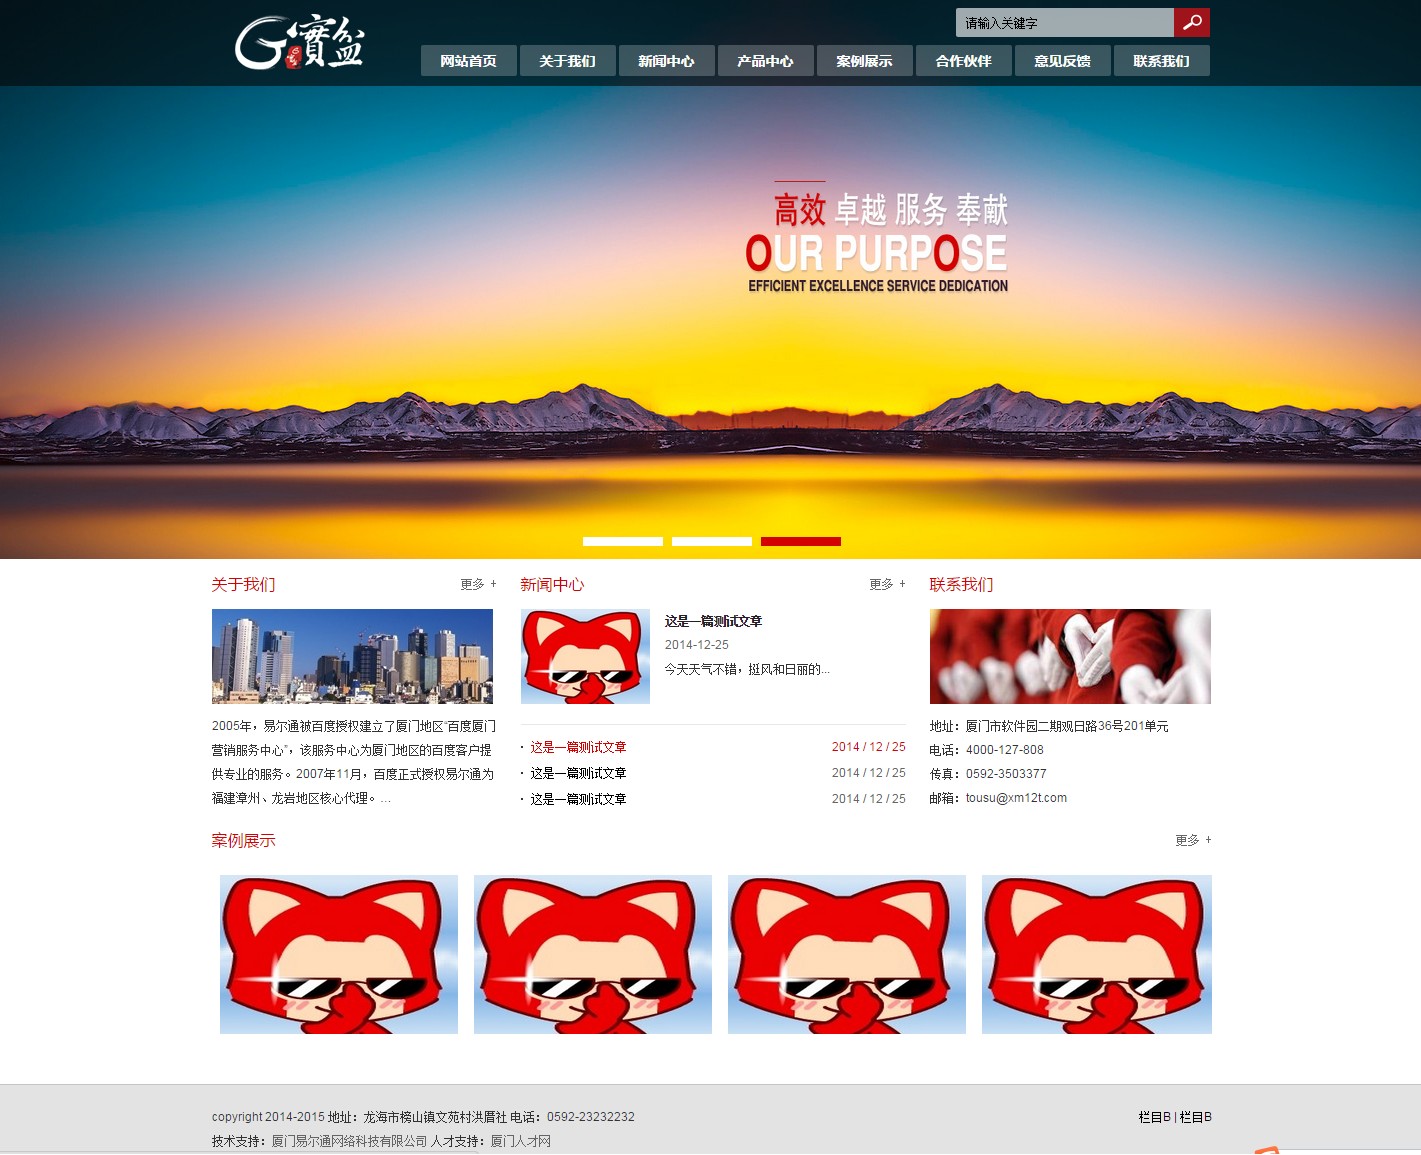 G寶盆
请输入关键字
网站首页 关于我们 新闻中心 产品中心 案例展示 合作伙伴 意见反馈 联系我们
高效 卓越 服务 奉献
OUR PURPOSE
EFFICIENT EXCELLENCE SERVICE DEDICATION
关于我们 更多 +
2005年，易尔通被百度授权建立了厦门地区“百度厦门
营销服务中心”，该服务中心为厦门地区的百度客户提
供专业的服务。2007年11月，百度正式授权易尔通为
福建漳州、龙岩地区核心代理。...
新闻中心 更多 +
这是一篇测试文章
2014-12-25
今天天气不错，挺风和日丽的...
· 这是一篇测试文章 2014 / 12 / 25
· 这是一篇测试文章 2014 / 12 / 25
· 这是一篇测试文章 2014 / 12 / 25
联系我们
地址：厦门市软件园二期观日路36号201单元
电话：4000-127-808
传真：0592-3503377
邮箱：tousu@xm12t.com
案例展示 更多 +
copyright 2014-2015 地址：龙海市榜山镇文苑村洪厝社 电话：0592-23232232
栏目B | 栏目B
技术支持：厦门易尔通网络科技有限公司 人才支持：厦门人才网